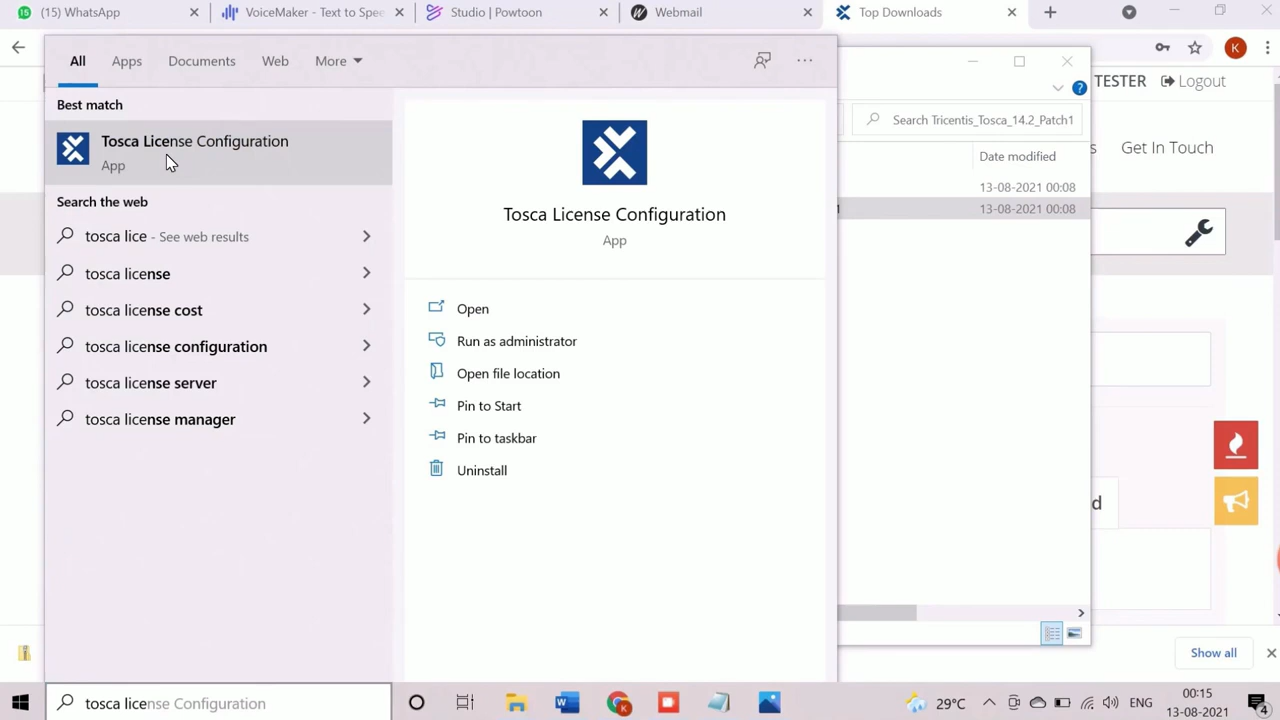 (15) WhatsApp
VoiceMaker - Text to Spee
Studio | Powtoon
Webmail
Top Downloads
K
All
Apps
Documents
Web
More
TESTER
Logout
Best match
Search Tricentis_Tosca_14.2_Patch1
Tosca License Configuration
App
Date modified
s
Get In Touch
13-08-2021 00:08
1
13-08-2021 00:08
Search the web
Tosca License Configuration
App
tosca lice - See web results
tosca license
tosca license cost
tosca license configuration
tosca license server
tosca license manager
Open
Run as administrator
Open file location
Pin to Start
Pin to taskbar
Uninstall
d
Show all
tosca license Configuration
29°C
ENG
00:15
13-08-2021
4